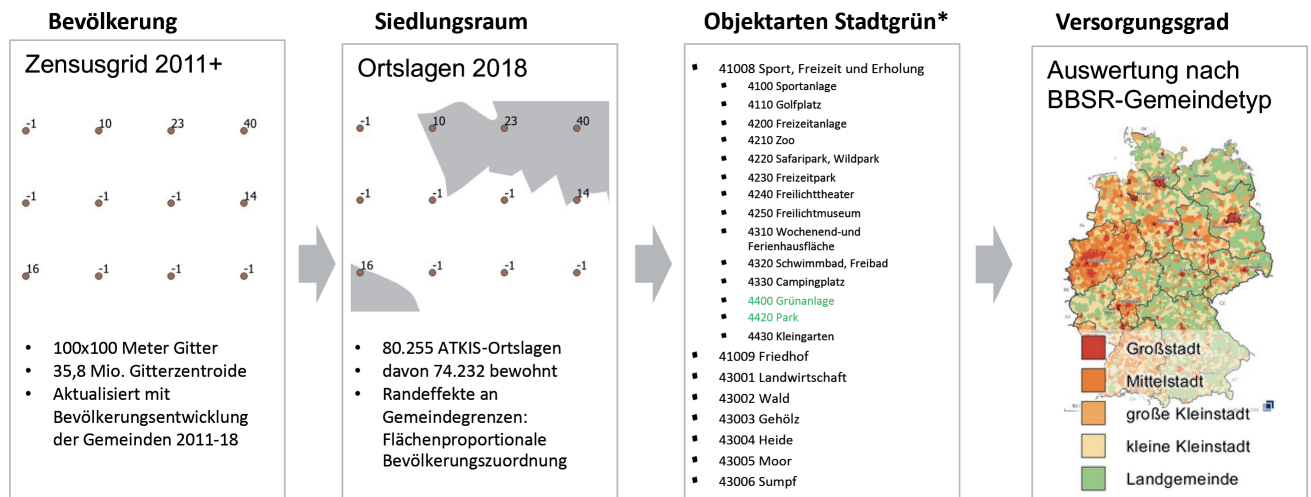 Bevölkerung
Zensusgrid 2011+
-1 10 23 40
-1 -1 -1 14
16 -1 -1 -1
• 100x100 Meter Gitter
• 35,8 Mio. Gitterzentroide
• Aktualisiert mit
Bevölkerungsentwicklung
der Gemeinden 2011-18
Siedlungsraum
Ortslagen 2018
-1 10 23 40
-1 -1 -1 14
16 -1 -1 -1
• 80.255 ATKIS-Ortslagen
• davon 74.232 bewohnt
• Randeffekte an
Gemeindegrenzen:
Flächenproportionale
Bevölkerungszuordnung
Objektarten Stadtgrün*
▪ 41008 Sport, Freizeit und Erholung
▪ 4100 Sportanlage
▪ 4110 Golfplatz
▪ 4200 Freizeitanlage
▪ 4210 Zoo
▪ 4220 Safaripark, Wildpark
▪ 4230 Freizeitpark
▪ 4240 Freilichttheater
▪ 4250 Freilichtmuseum
▪ 4310 Wochenend-und
Ferienhausfläche
▪ 4320 Schwimmbad, Freibad
▪ 4330 Campingplatz
▪ 4400 Grünanlage
▪ 4420 Park
▪ 4430 Kleingarten
▪ 41009 Friedhof
▪ 43001 Landwirtschaft
▪ 43002 Wald
▪ 43003 Gehölz
▪ 43004 Heide
▪ 43005 Moor
▪ 43006 Sumpf
Versorgungsgrad
Auswertung nach
BBSR-Gemeindetyp
Großstadt
Mittelstadt
große Kleinstadt
kleine Kleinstadt
Landgemeinde